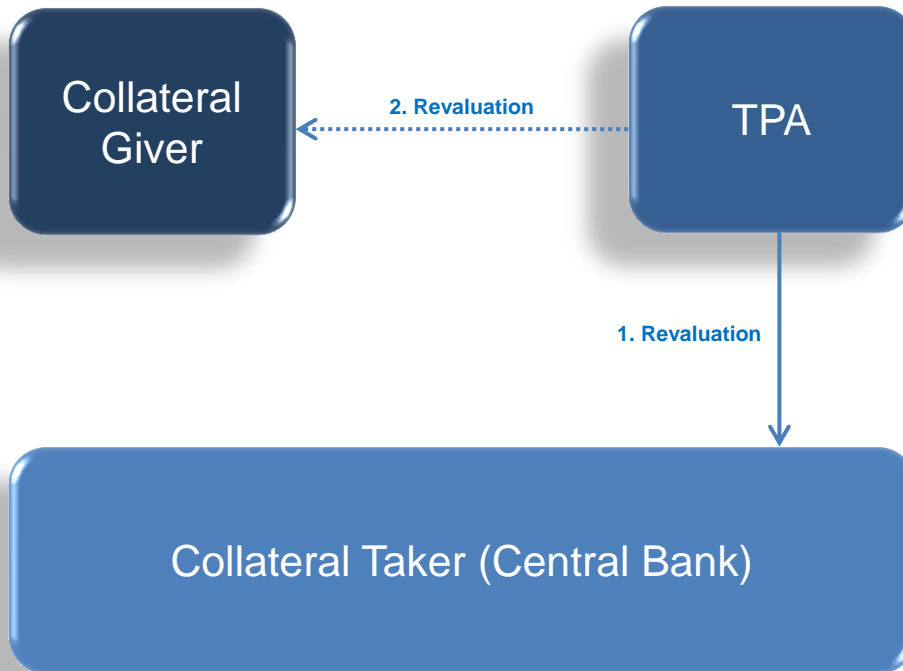 Collateral
Giver
2. Revaluation
TPA
1. Revaluation
Collateral Taker (Central Bank)